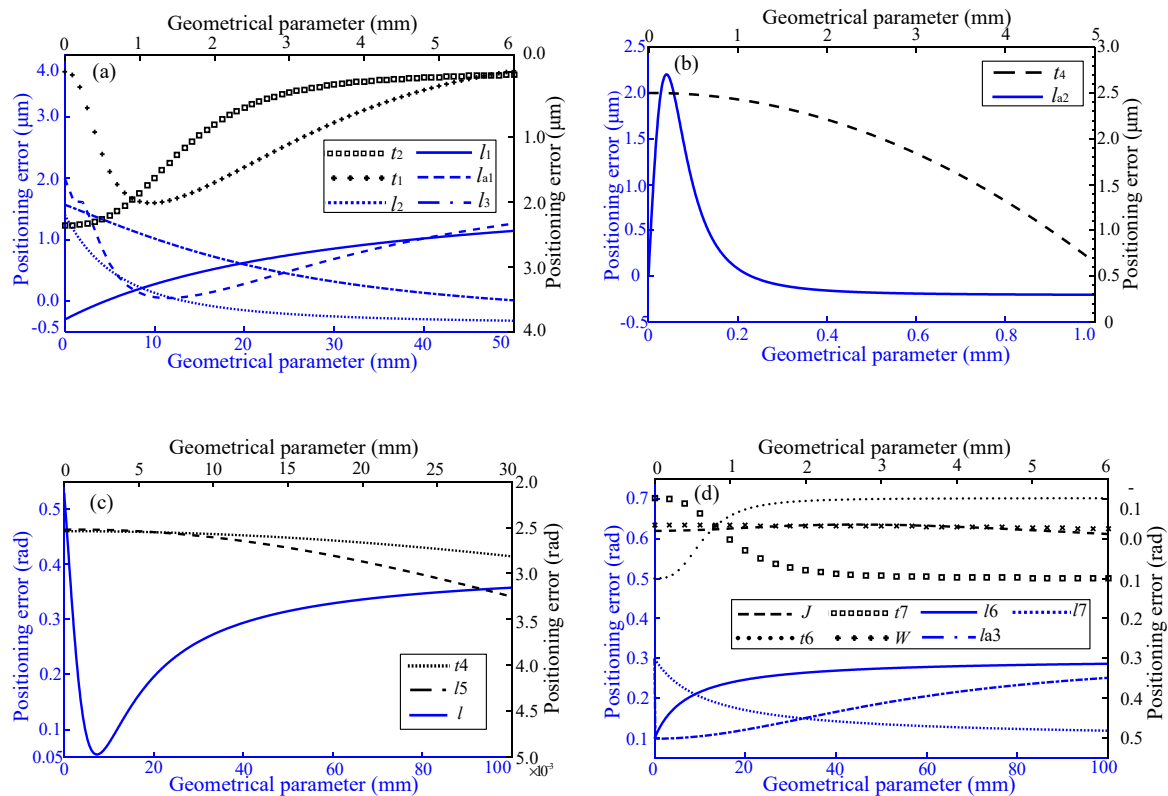 Geometrical parameter (mm)
0 1 2 3 4 5 6
(a)
Positioning error (μm)
4.0
3.0
2.0
1.0
0.0
-0.5
t2 l1
t1 la1
l2 l3
0.0
1.0
2.0
3.0
4.0
Positioning error (μm)
0 10 20 30 40 50
Geometrical parameter (mm)
Geometrical parameter (mm)
0 1 2 3 4 5
(b)
Positioning error (μm)
2.5
2.0
1.5
1.0
0
-0.5
t4
la2
3.0
2.5
2.0
1.5
1.0
0.5
0
Positioning error (μm)
0 0.2 0.4 0.6 0.8 1.0
Geometrical parameter (mm)
Geometrical parameter (mm)
0 5 10 15 20 25 30
(c)
Positioning error (rad)
0.5
0.4
0.3
0.2
0.1
0.05
t4
l5
l
2.0
2.5
3.0
3.5
4.0
4.5
5.0
Positioning error (rad)
0 20 40 60 80 100
×10-3
Geometrical parameter (mm)
Geometrical parameter (mm)
0 1 2 3 4 5 6
(d)
Positioning error (rad)
0.7
0.6
0.5
0.4
0.3
0.2
0.1
J t7 l6 l7
t6 W la3
-
0.1
0.0
0.1
0.2
0.3
0.4
0.5
Positioning error (rad)
0 20 40 60 80 100
Geometrical parameter (mm)